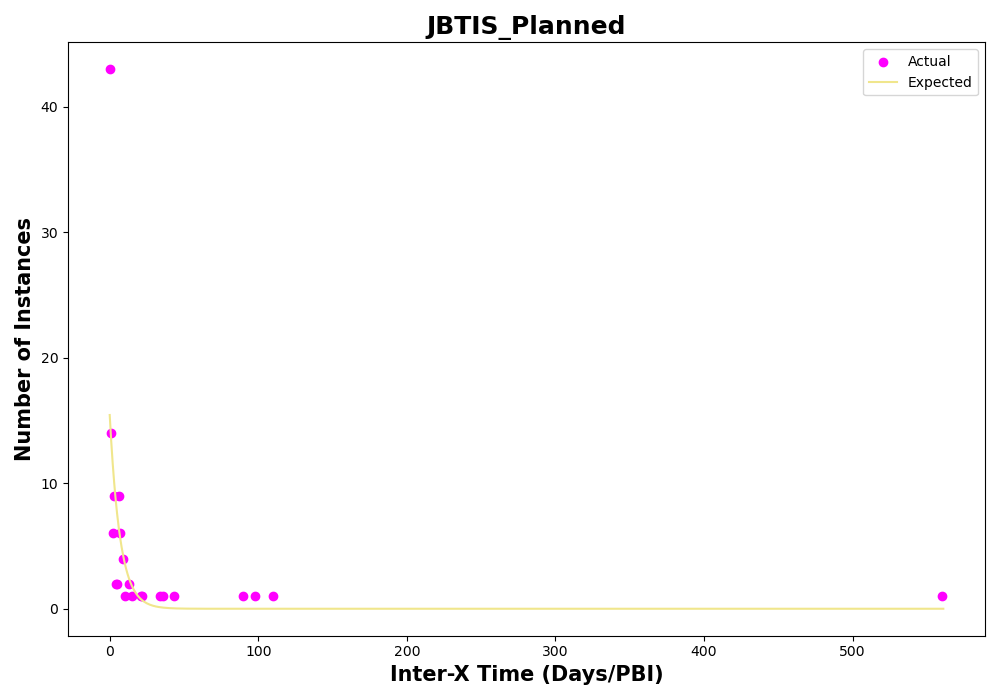 JBTIS_Planned
Actual
Expected
Number of Instances
40
30
20
10
0
0 100 200 300 400 500
Inter-X Time (Days/PBI)